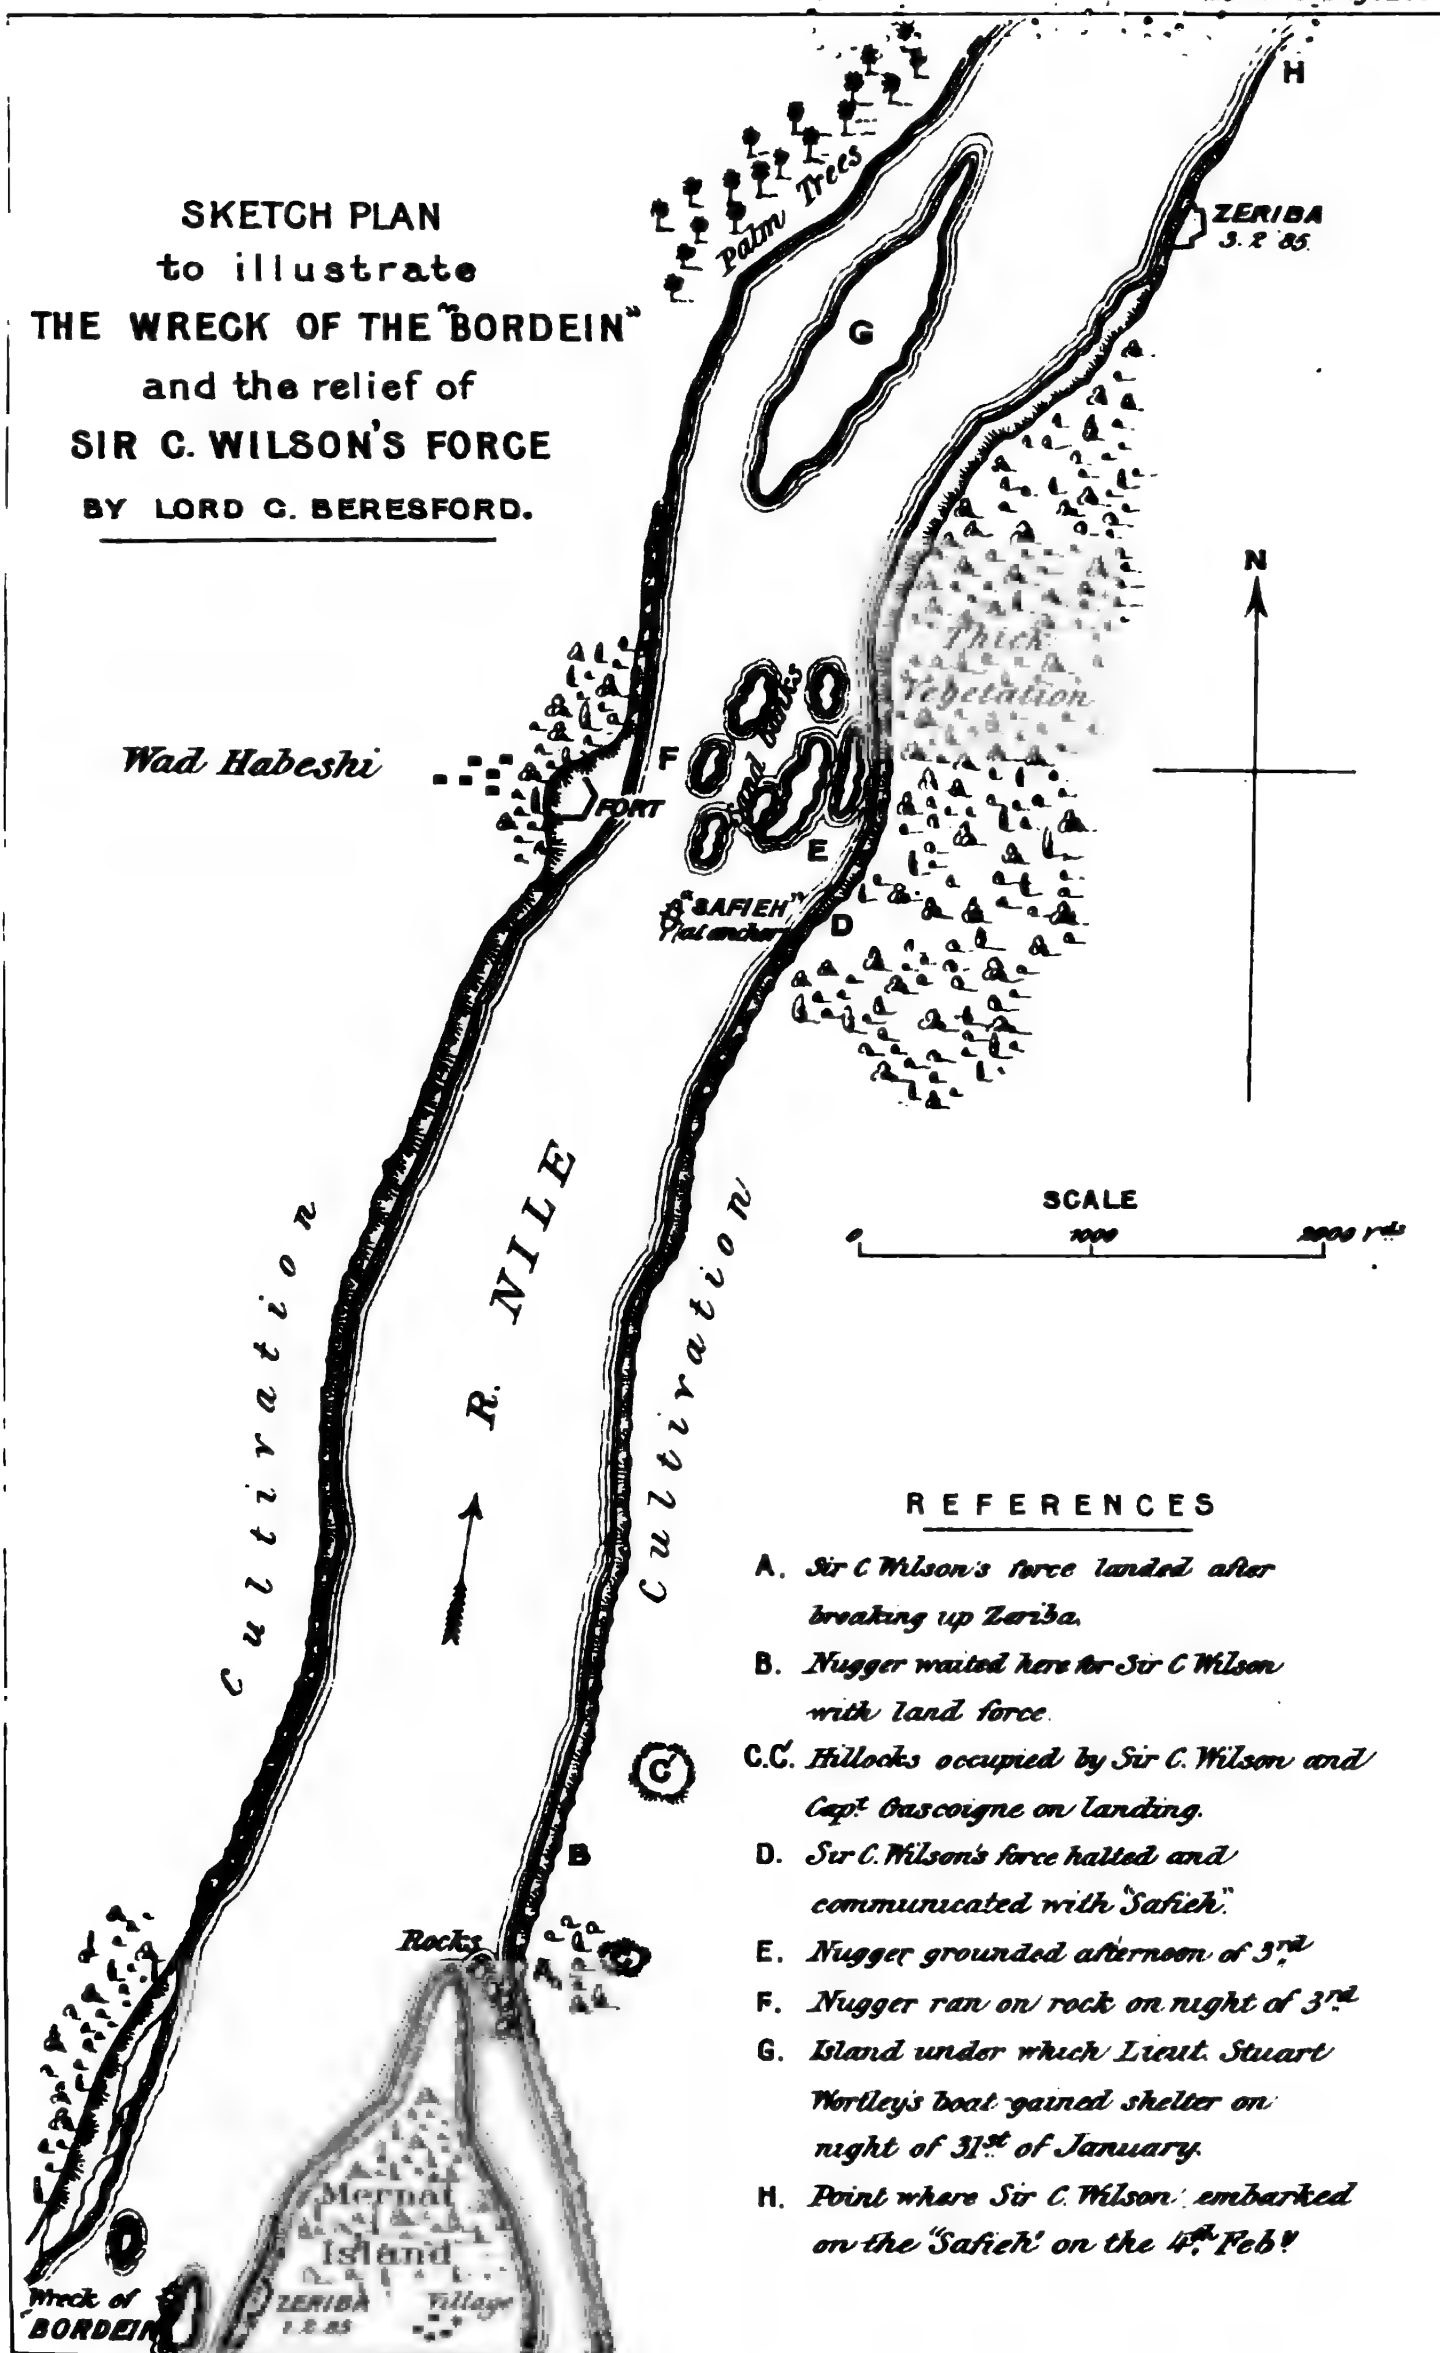 SKETCH PLAN
to illustrate
THE WRECK OF THE "BORDEIN"
and the relief of
SIR C. WILSON'S FORCE
BY LORD C. BERESFORD.
H
ZERIBA
3.2.85.
Palm Trees
G
N
Thick
Vegetation
Sand banks
Wad Habeshi
F
FORT
E
"SAFIEH"
at anchor
D
R. NILE
Cultivation
Cultivation
SCALE
0 1000 2000 Yds
C'
B
Rocks
A
C
Mernat
Island
ZERIBA
1.2.85
Village
Wreck of
"BORDEIN"
REFERENCES
A. Sir C Wilson's force landed after
breaking up Zeriba.
B. Nugger waited here for Sir C Wilson
with land force.
C.C'. Hillocks occupied by Sir C. Wilson and
Capt. Gascoigne on landing.
D. Sir C. Wilson's force halted and
communicated with "Safieh".
E. Nugger grounded afternoon of 3rd
F. Nugger ran on rock on night of 3rd
G. Island under which Lieut. Stuart
Wortley's boat gained shelter on
night of 31st of January.
H. Point where Sir C. Wilson embarked
on the "Safieh" on the 4th Feby